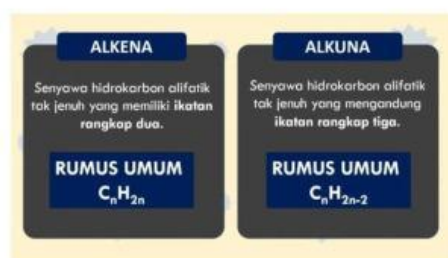 ALKENA
Senyawa hidrokarbon alifatik
tak jenuh yang memiliki ikatan
rangkap dua.
RUMUS UMUM
CₙH₂ₙ
ALKUNA
Senyawa hidrokarbon alifatik
tak jenuh yang mengandung
ikatan rangkap tiga.
RUMUS UMUM
CₙH₂ₙ₋₂